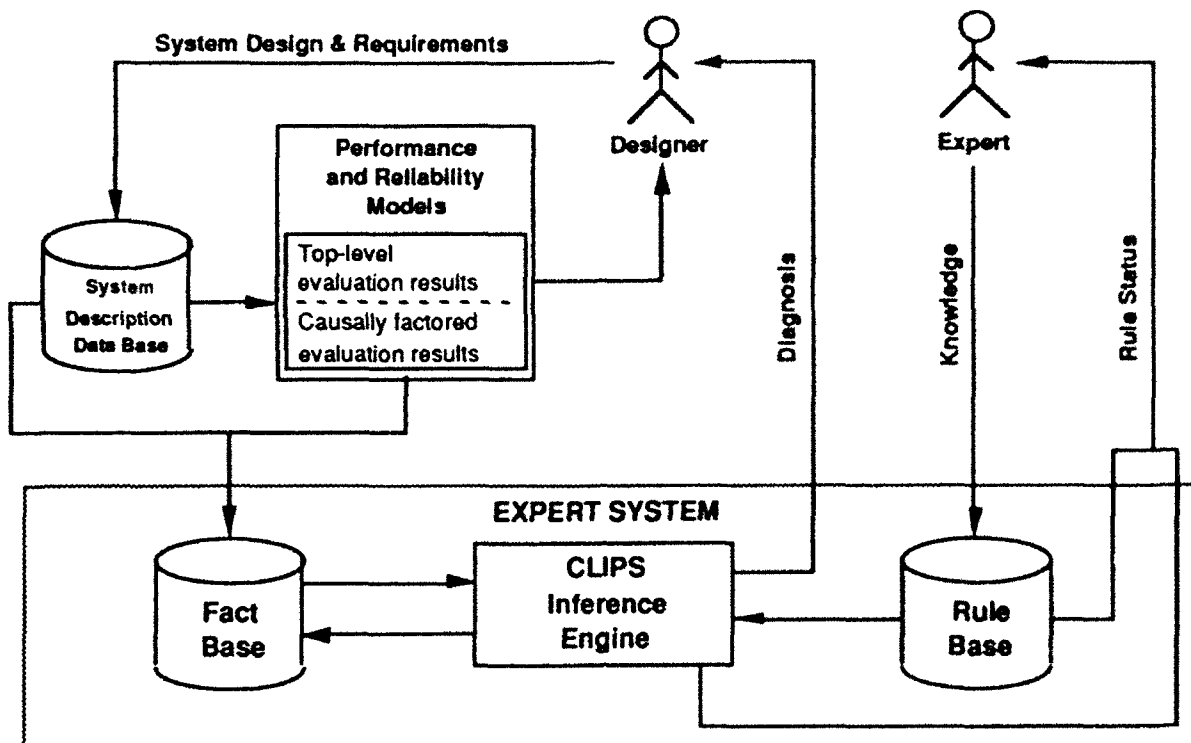 System Design & Requirements
Designer
Expert
Performance
and Reliability
Models
Top-level
evaluation results
Causally factored
evaluation results
System
Description
Data Base
Diagnosis
Knowledge
Rule Status
EXPERT SYSTEM
Fact
Base
CLIPS
Inference
Engine
Rule
Base